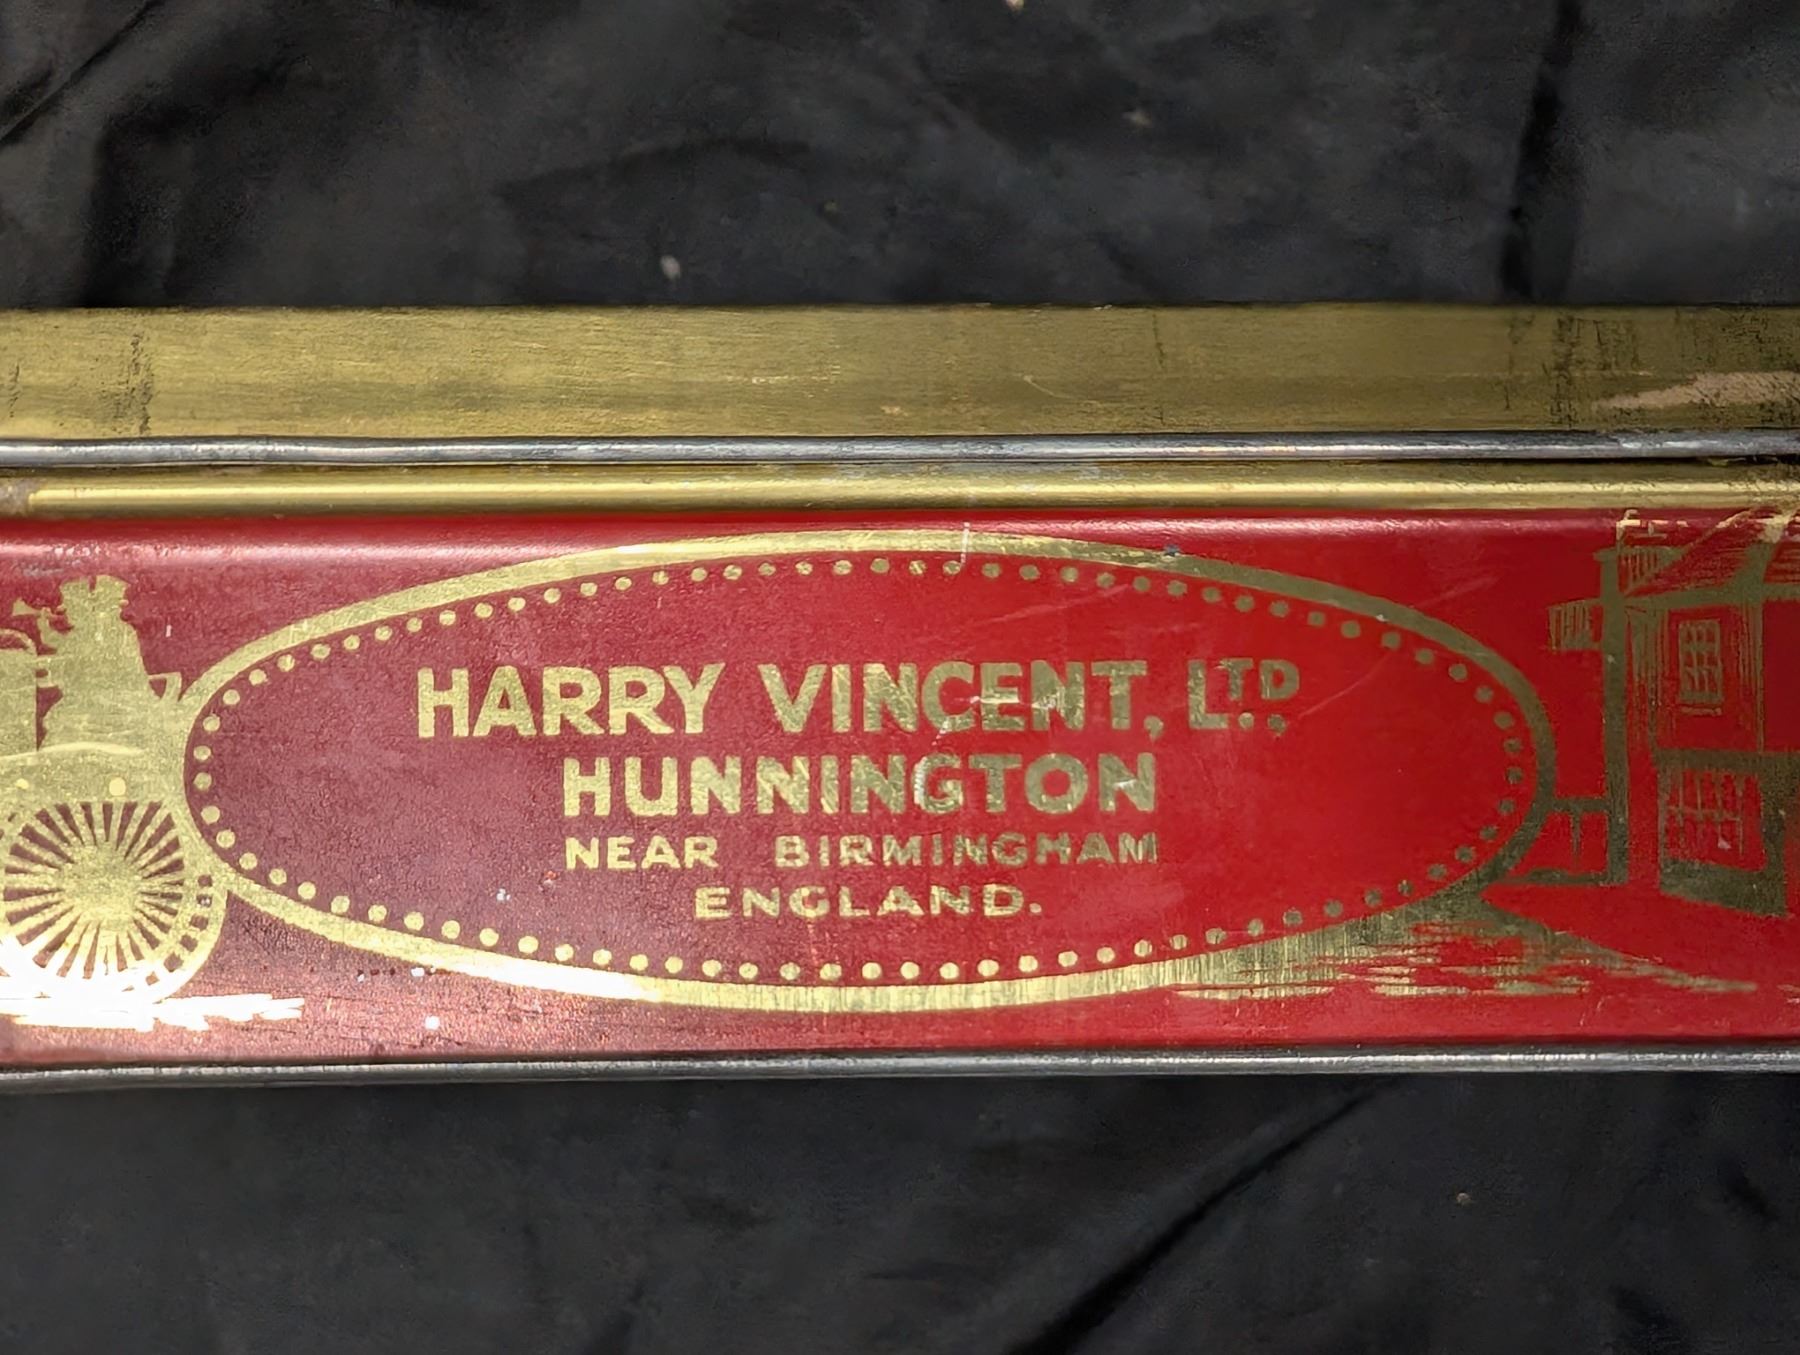 HARRY VINCENT, LTD.
HUNNINGTON
NEAR BIRMINGHAM
ENGLAND.